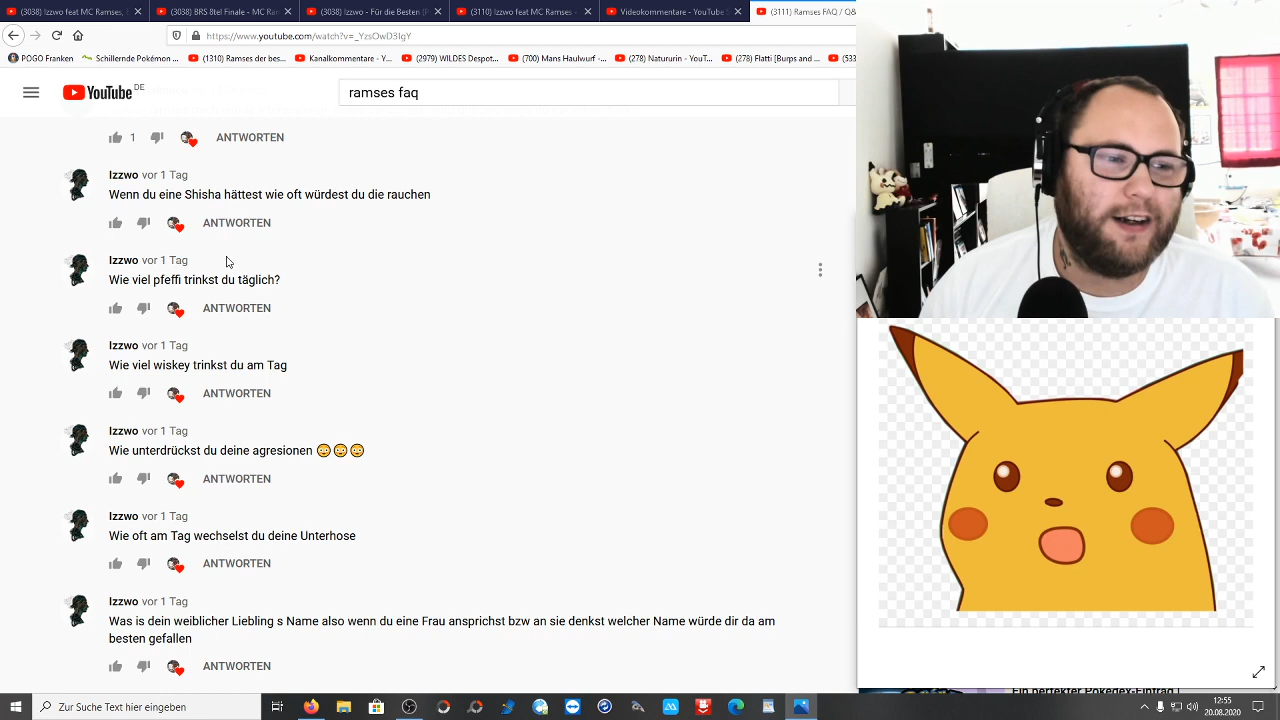 (3038) Izzwo feat MC Ramses,
(3038) BRS 8tel Finale - MC Ra
(3038) Izzwo - Für die Besten [P
(3110) Izzwo feat MC Ramses -
Videokommentare - YouTube
(3111) Ramses FAQ / Q&
https://www.youtube.com/watch?v=_YzsOwD3IgY
POGO Franken
Schillernde Pokémon ...
(1310) Ramses der bes...
Kanalkommentare - Y...
(2979) WILDES Despot...
(709) Hartes Haulwurf -...
(278) Natururin - YouT...
(278) Flatti [Burps and ...
(533
YouTube DE
ramses faq
1 ANTWORTEN
Izzwo vor 1 Tag
Wenn du eine Shisha hättest wie oft würdest du die rauchen
ANTWORTEN
Izzwo vor 1 Tag
Wie viel pfeffi trinkst du täglich?
ANTWORTEN
Izzwo vor 1 Tag
Wie viel wiskey trinkst du am Tag
ANTWORTEN
Izzwo vor 1 Tag
Wie unterdrückst du deine agresionen 😳😳😳
ANTWORTEN
Izzwo vor 1 Tag
Wie oft am Tag wechselst du deine Unterhose
ANTWORTEN
Izzwo vor 1 Tag
Was is dein weiblicher Liebling s Name also wenn du eine Frau ansprichst bzw an sie denkst welcher Name würde dir da am
besten gefallen
ANTWORTEN
Ein perfekter Pokédex-Eintrag
Zur Suche Text hier eingeben
12:55
20.08.2020